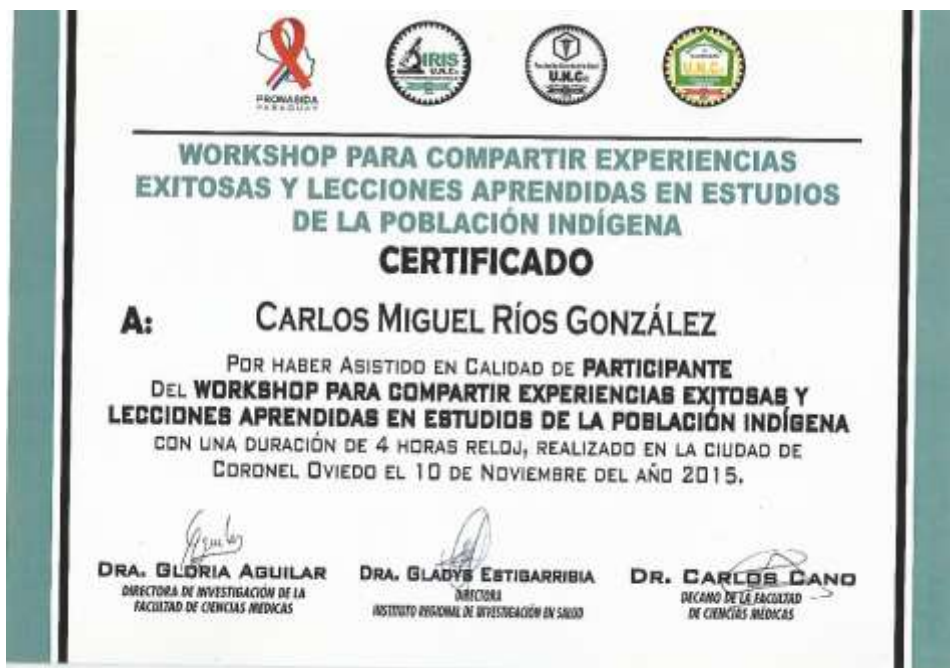 PRONASIDA
PARAGUAY
IRIS
U.N.C.
U.N.C.
U.N.C.
WORKSHOP PARA COMPARTIR EXPERIENCIAS
EXITOSAS Y LECCIONES APRENDIDAS EN ESTUDIOS
DE LA POBLACIÓN INDÍGENA
CERTIFICADO
A: CARLOS MIGUEL RÍOS GONZÁLEZ
POR HABER ASISTIDO EN CALIDAD DE PARTICIPANTE
DEL WORKSHOP PARA COMPARTIR EXPERIENCIAS EXITOSAS Y
LECCIONES APRENDIDAS EN ESTUDIOS DE LA POBLACIÓN INDÍGENA
CON UNA DURACIÓN DE 4 HORAS RELOJ, REALIZADO EN LA CIUDAD DE
CORONEL OVIEDO EL 10 DE NOVIEMBRE DEL AÑO 2015.
DRA. GLORIA AGUILAR
DIRECTORA DE INVESTIGACIÓN DE LA
FACULTAD DE CIENCIAS MEDICAS
DRA. GLADYS ESTIGARRIBIA
DIRECTORA
INSTITUTO REGIONAL DE INVESTIGACIÓN EN SALUD
DR. CARLOS CANO
DECANO DE LA FACULTAD
DE CIENCIAS MÉDICAS